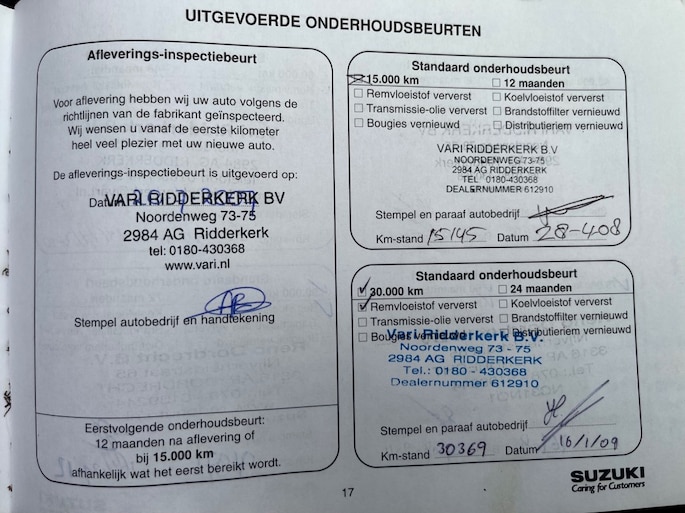 UITGEVOERDE ONDERHOUDSBEURTEN
Afleverings-inspectiebeurt
Voor aflevering hebben wij uw auto volgens de
richtlijnen van de fabrikant geïnspecteerd.
Wij wensen u vanaf de eerste kilometer
heel veel plezier met uw nieuwe auto.
De afleverings-inspectiebeurt is uitgevoerd op:
VARI RIDDERKERK BV
Noordenweg 73-75
2984 AG Ridderkerk
tel: 0180-430368
www.vari.nl
Stempel autobedrijf en handtekening
Eerstvolgende onderhoudsbeurt:
12 maanden na aflevering of
bij 15.000 km
afhankelijk wat het eerst bereikt wordt.
Standaard onderhoudsbeurt
15.000 km 12 maanden
Remvloeistof ververst Koelvloeistof ververst
Transmissie-olie ververst Brandstoffilter vernieuwd
Bougies vernieuwd Distributieriem vernieuwd
VARI RIDDERKERK B.V
NOORDENWEG 73-75
2984 AG RIDDERKERK
TEL 0180-430368
DEALERNUMMER 612910
Stempel en paraaf autobedrijf
Km-stand 15145 Datum 28-408
Standaard onderhoudsbeurt
30.000 km 24 maanden
Remvloeistof ververst Koelvloeistof ververst
Transmissie-olie ververst Brandstoffilter vernieuwd
Bougies vernieuwd Distributieriem vernieuwd
Vari Ridderkerk B.V.
Noordenweg 73 - 75
2984 AG RIDDERKERK
Tel.: 0180 - 430368
Dealernummer 612910
Stempel en paraaf autobedrijf
Km-stand 30369 Datum 16/1/09
17
SUZUKI
Caring for Customers